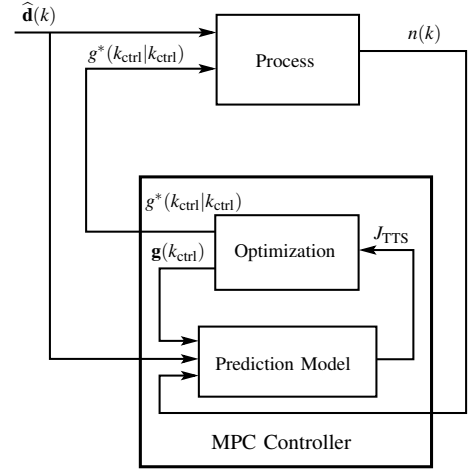 d̂(k)
n(k)
g*(k_ctrl|k_ctrl)
Process
g*(k_ctrl|k_ctrl)
g(k_ctrl)
Optimization
J_TTS
Prediction Model
MPC Controller